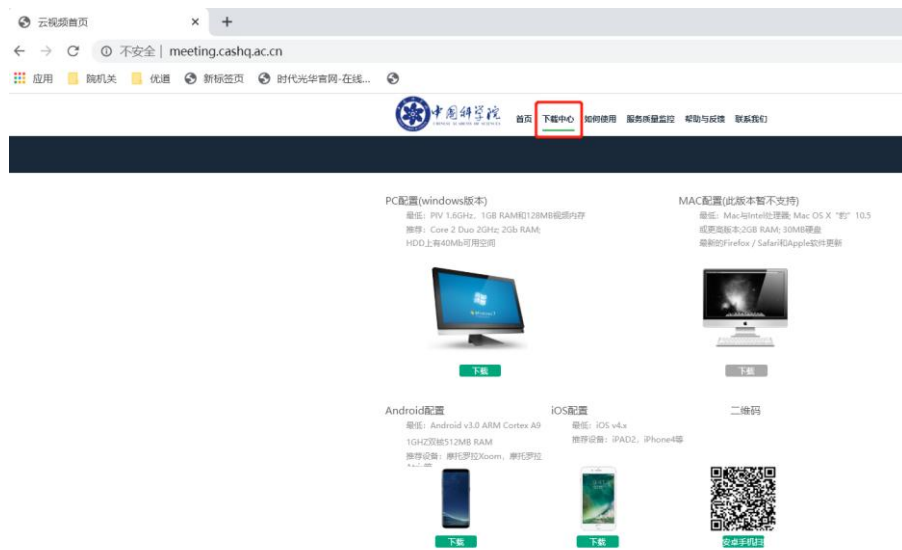 云视频首页
不安全 | meeting.cashq.ac.cn
应用 院机关 优道 新标签页 时代光华官网-在线...
中国科学院 首页 下载中心 如何使用 服务质量监控 帮助与反馈 联系我们
CHINESE ACADEMY OF SCIENCES
PC配置(windows版本)
最低：PIV 1.6GHz、1GB RAM和128MB视频内存
推荐：Core 2 Duo 2GHz; 2Gb RAM;
HDD上有40Mb可用空间
MAC配置(此版本暂不支持)
最低：Mac与Intel处理器; Mac OS X "豹" 10.5
或更高版本;2GB RAM; 30MB硬盘
最新的Firefox / Safari和Apple软件更新
下载
下载
Android配置
最低：Android v3.0 ARM Cortex A9
1GHZ双核512MB RAM
推荐设备：摩托罗拉Xoom，摩托罗拉
iOS配置
最低：iOS v4.x
推荐设备：iPAD2、iPhone4等
二维码
下载
下载
安卓手机扫